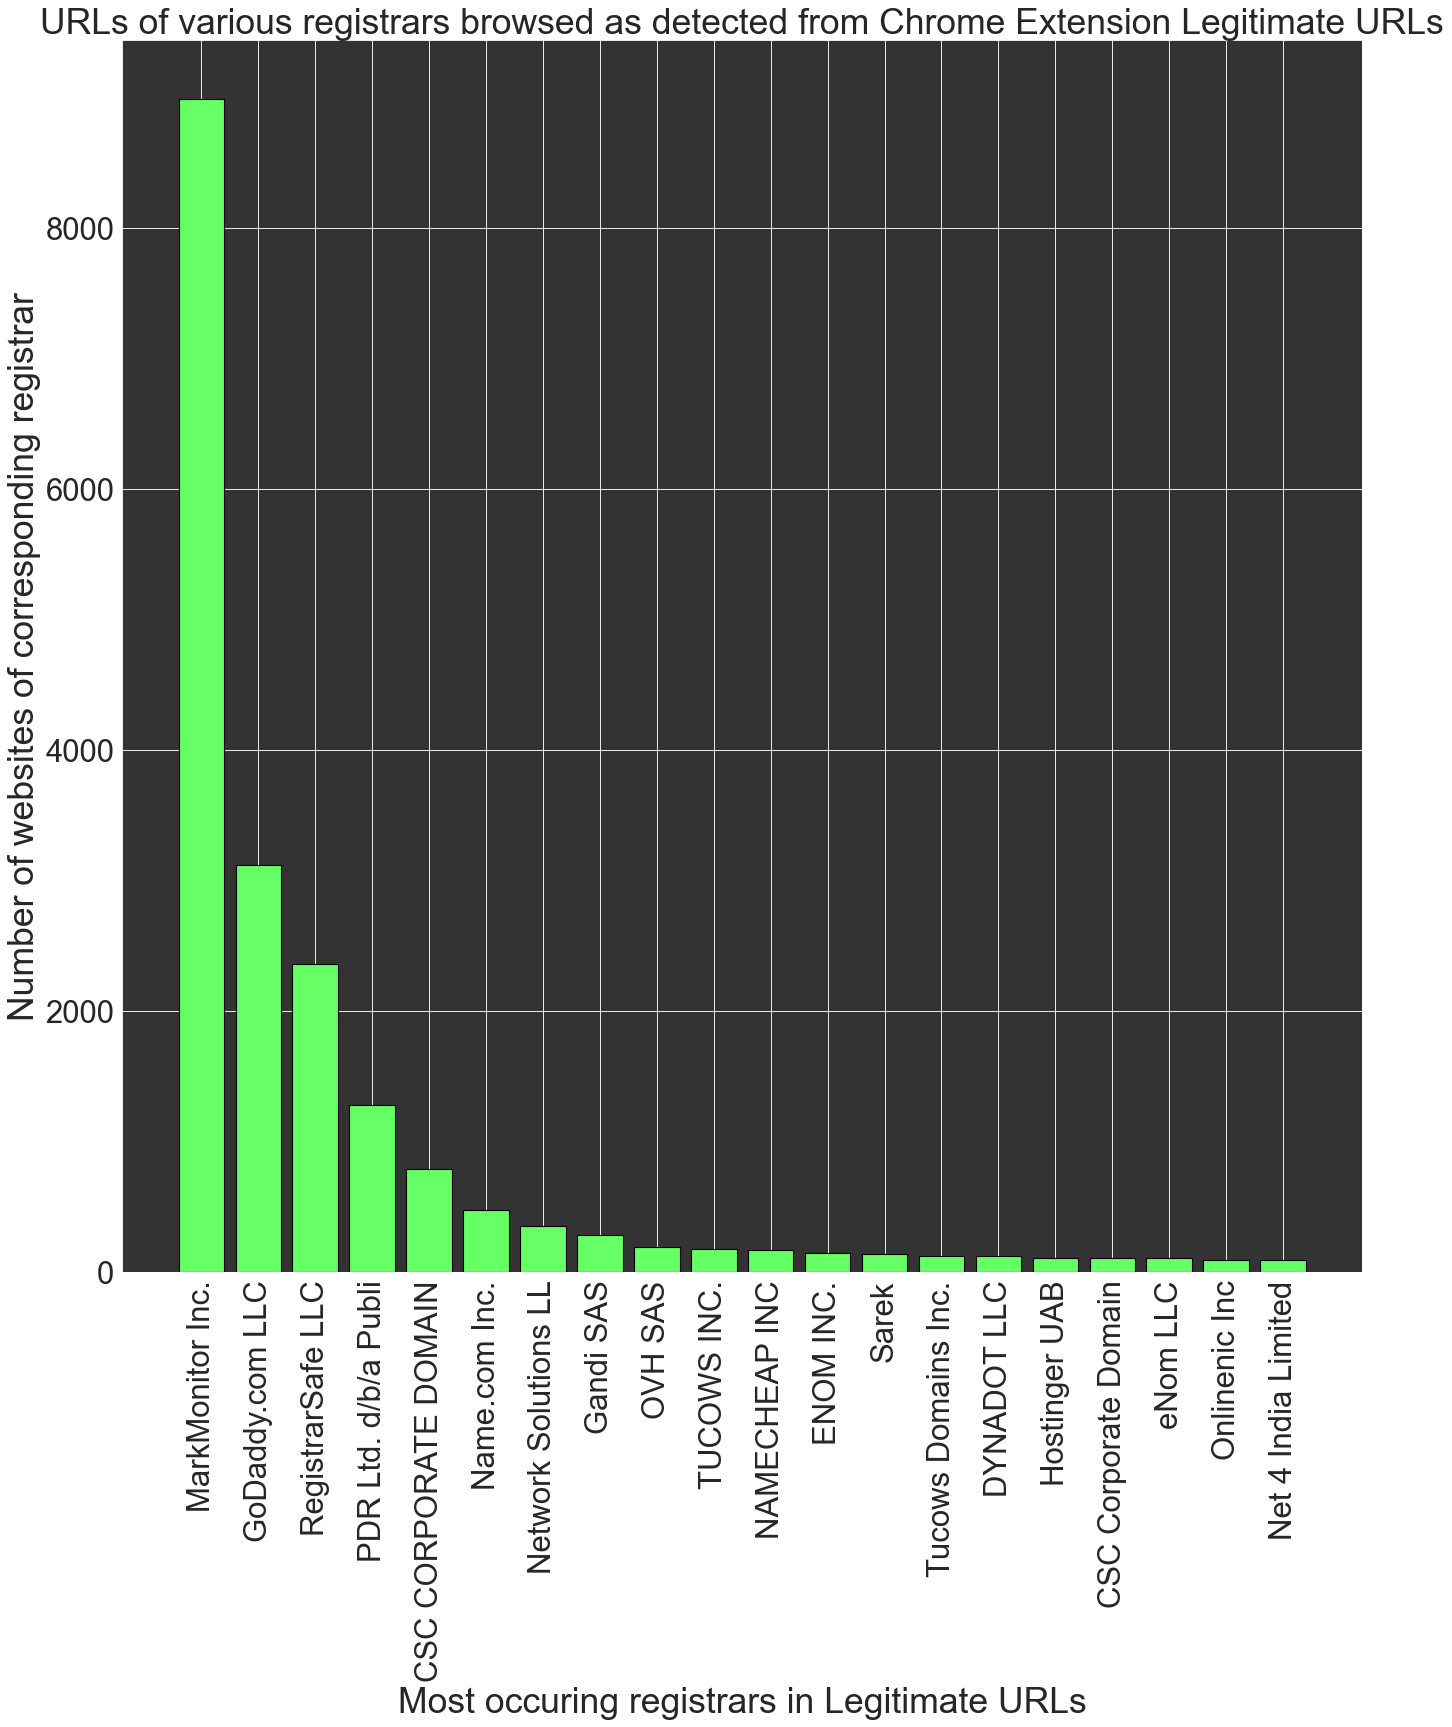 URLs of various registrars browsed as detected from Chrome Extension Legitimate URLs
Number of websites of corresponding registrar
8000
6000
4000
2000
0
MarkMonitor Inc.
GoDaddy.com LLC
RegistrarSafe LLC
PDR Ltd. d/b/a Publi
CSC CORPORATE DOMAIN
Name.com Inc.
Network Solutions LL
Gandi SAS
OVH SAS
TUCOWS INC.
NAMECHEAP INC
ENOM INC.
Sarek
Tucows Domains Inc.
DYNADOT LLC
Hostinger UAB
CSC Corporate Domain
eNom LLC
Onlinenic Inc
Net 4 India Limited
Most occuring registrars in Legitimate URLs